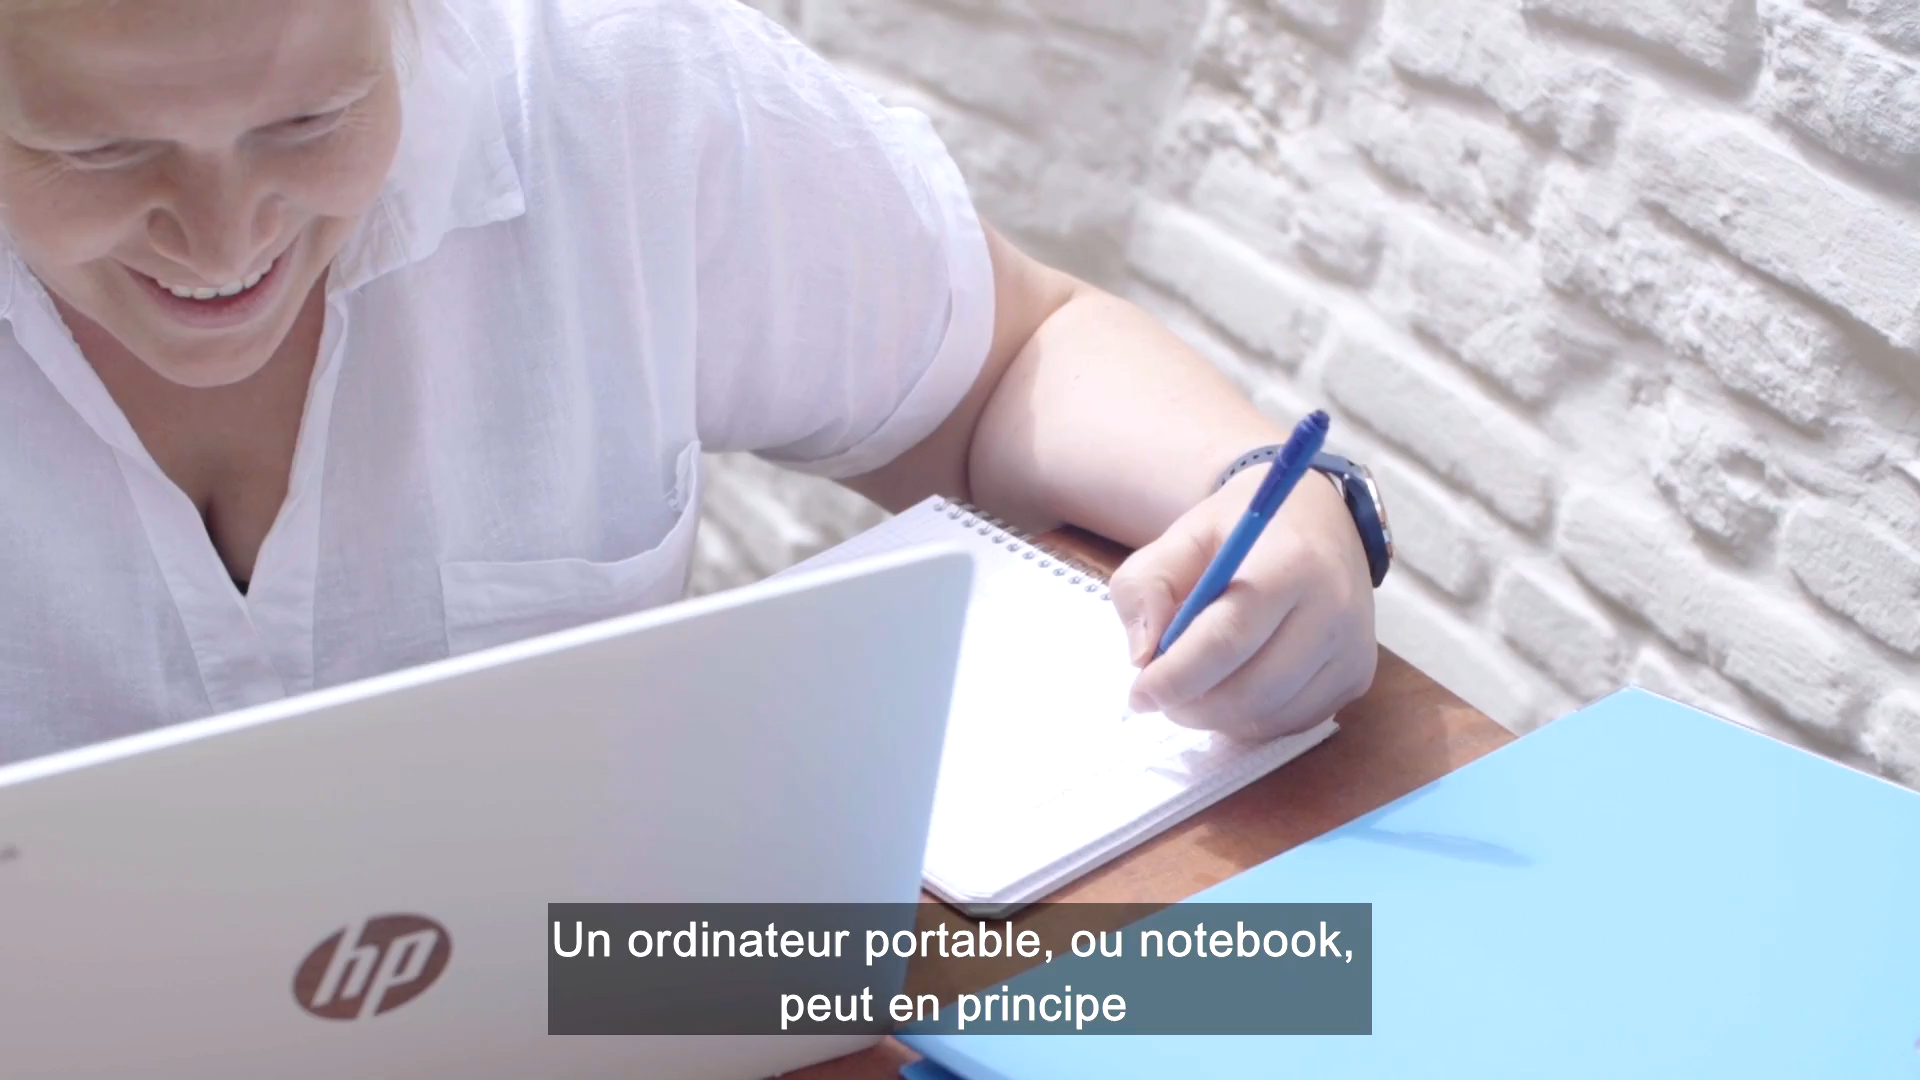 hp
Un ordinateur portable, ou notebook,
peut en principe